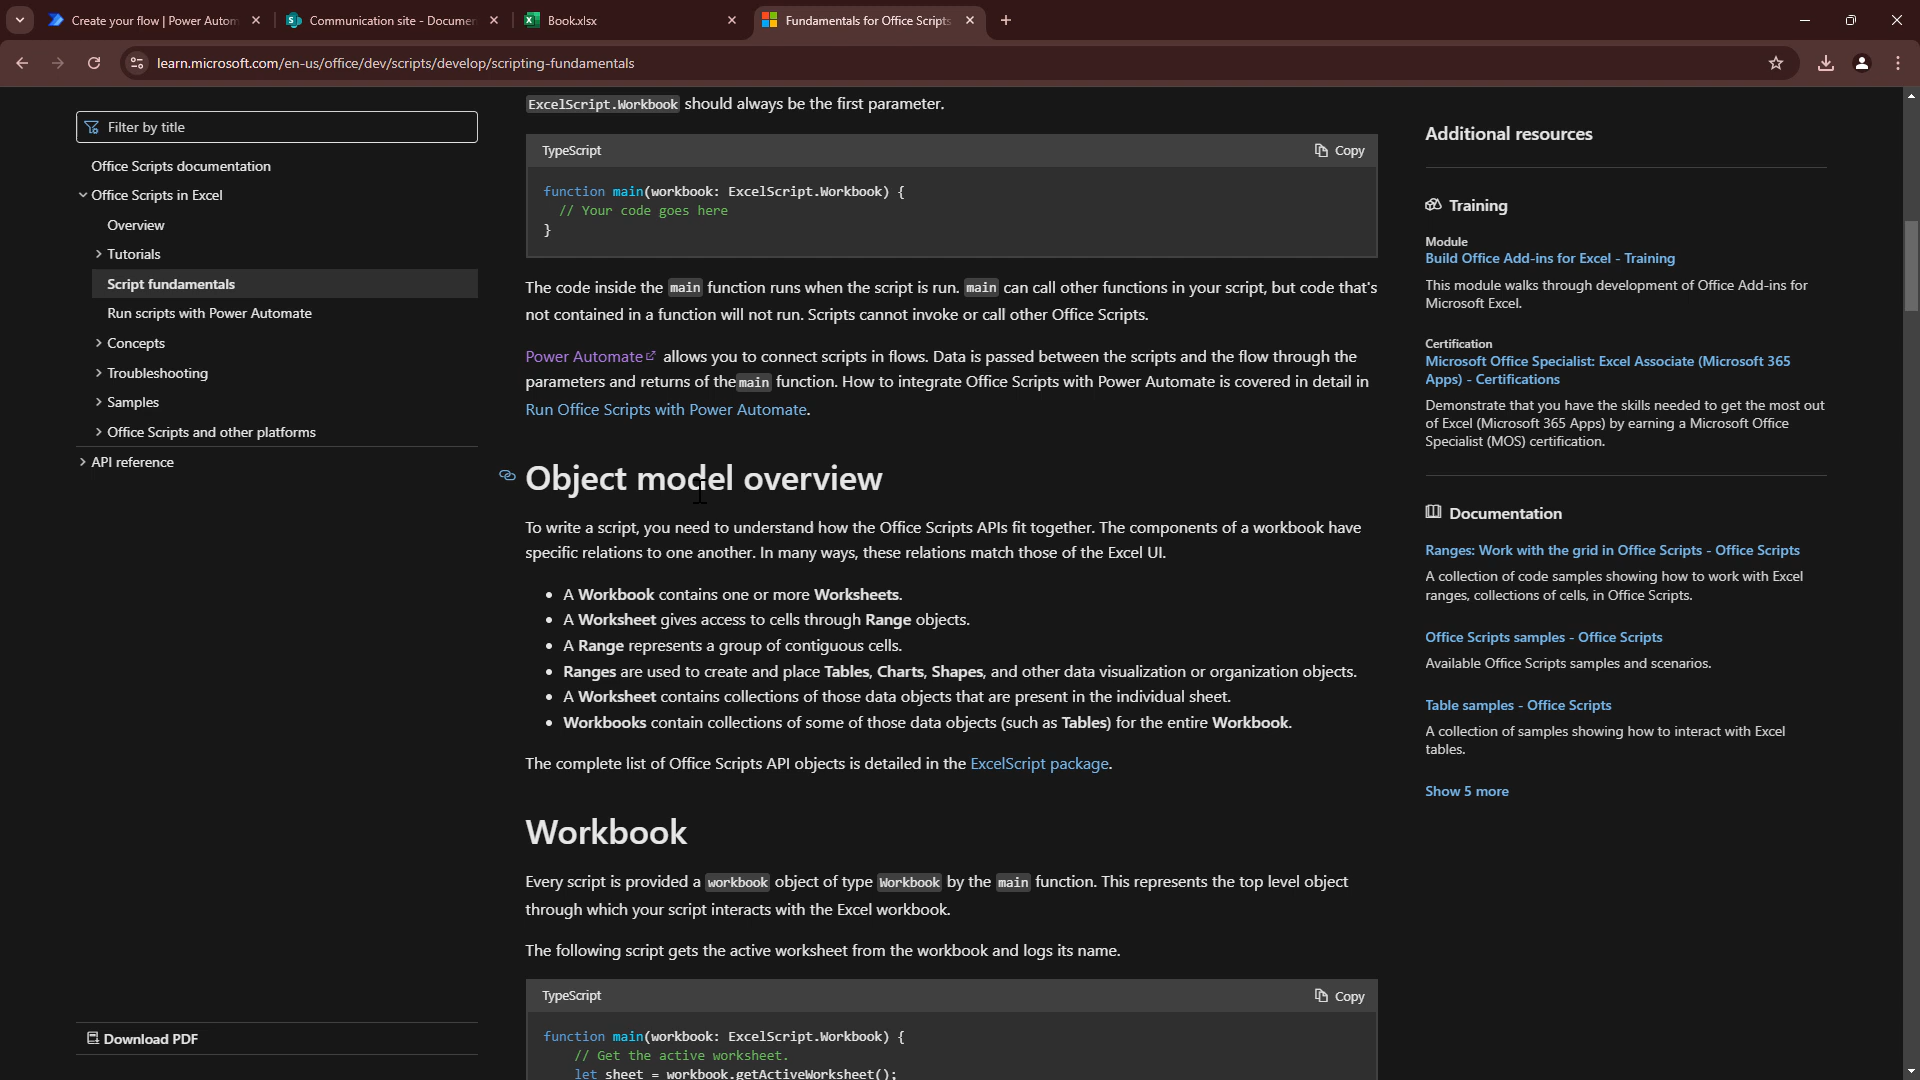 Create your flow | Power Autom
Communication site - Documen
Book.xlsx
Fundamentals for Office Scripts
learn.microsoft.com/en-us/office/dev/scripts/develop/scripting-fundamentals
Filter by title
Office Scripts documentation
Office Scripts in Excel
Overview
Tutorials
Script fundamentals
Run scripts with Power Automate
Concepts
Troubleshooting
Samples
Office Scripts and other platforms
API reference
Download PDF
ExcelScript.Workbook should always be the first parameter.
TypeScript
Copy
function main(workbook: ExcelScript.Workbook) {
// Your code goes here
}
The code inside the main function runs when the script is run. main can call other functions in your script, but code that's
not contained in a function will not run. Scripts cannot invoke or call other Office Scripts.
Power Automate allows you to connect scripts in flows. Data is passed between the scripts and the flow through the
parameters and returns of the main function. How to integrate Office Scripts with Power Automate is covered in detail in
Run Office Scripts with Power Automate.
Object model overview
To write a script, you need to understand how the Office Scripts APIs fit together. The components of a workbook have
specific relations to one another. In many ways, these relations match those of the Excel UI.
• A Workbook contains one or more Worksheets.
• A Worksheet gives access to cells through Range objects.
• A Range represents a group of contiguous cells.
• Ranges are used to create and place Tables, Charts, Shapes, and other data visualization or organization objects.
• A Worksheet contains collections of those data objects that are present in the individual sheet.
• Workbooks contain collections of some of those data objects (such as Tables) for the entire Workbook.
The complete list of Office Scripts API objects is detailed in the ExcelScript package.
Workbook
Every script is provided a workbook object of type Workbook by the main function. This represents the top level object
through which your script interacts with the Excel workbook.
The following script gets the active worksheet from the workbook and logs its name.
TypeScript
Copy
function main(workbook: ExcelScript.Workbook) {
// Get the active worksheet.
let sheet = workbook.getActiveWorksheet();
Additional resources
Training
Module
Build Office Add-ins for Excel - Training
This module walks through development of Office Add-ins for
Microsoft Excel.
Certification
Microsoft Office Specialist: Excel Associate (Microsoft 365
Apps) - Certifications
Demonstrate that you have the skills needed to get the most out
of Excel (Microsoft 365 Apps) by earning a Microsoft Office
Specialist (MOS) certification.
Documentation
Ranges: Work with the grid in Office Scripts - Office Scripts
A collection of code samples showing how to work with Excel
ranges, collections of cells, in Office Scripts.
Office Scripts samples - Office Scripts
Available Office Scripts samples and scenarios.
Table samples - Office Scripts
A collection of samples showing how to interact with Excel
tables.
Show 5 more